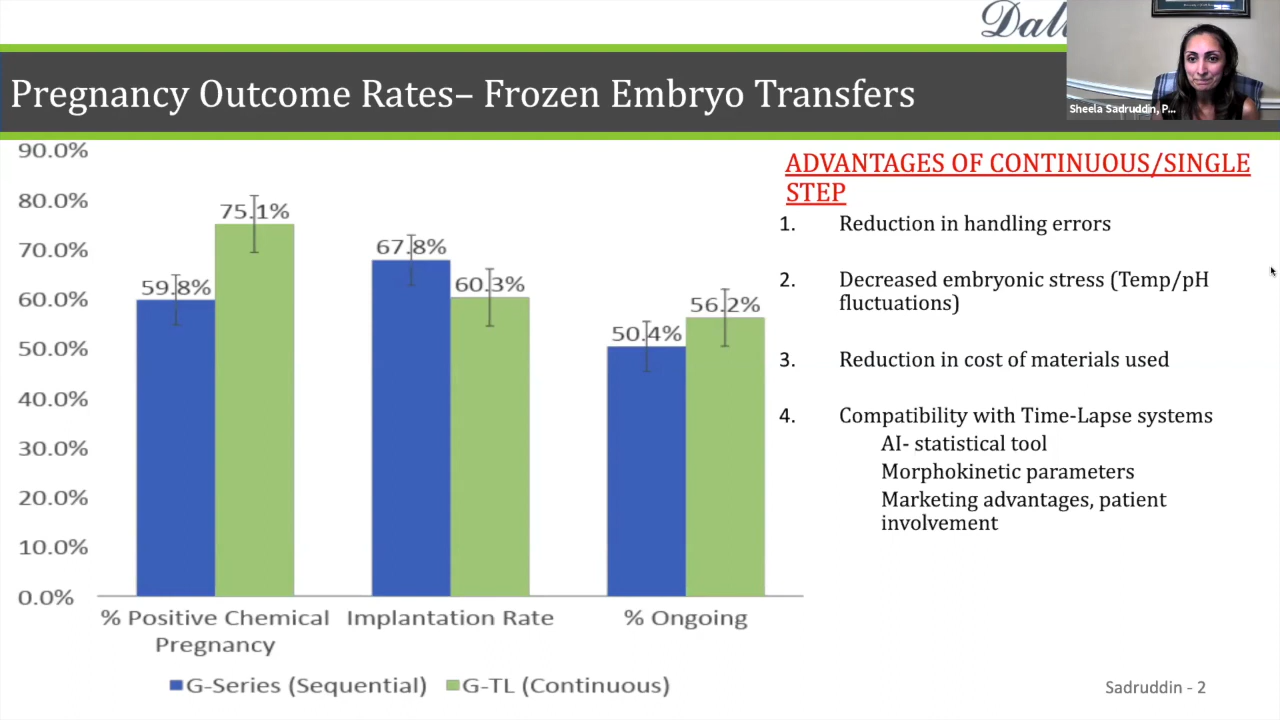 Dal
Pregnancy Outcome Rates– Frozen Embryo Transfers
Sheela Sadruddin, P...
90.0%
80.0%
70.0%
60.0%
50.0%
40.0%
30.0%
20.0%
10.0%
0.0%
59.8%
75.1%
67.8%
60.3%
50.4%
56.2%
% Positive Chemical
Pregnancy
Implantation Rate
% Ongoing
G-Series (Sequential)
G-TL (Continuous)
ADVANTAGES OF CONTINUOUS/SINGLE
STEP
1. Reduction in handling errors
2. Decreased embryonic stress (Temp/pH
fluctuations)
3. Reduction in cost of materials used
4. Compatibility with Time-Lapse systems
AI- statistical tool
Morphokinetic parameters
Marketing advantages, patient
involvement
Sadruddin - 2